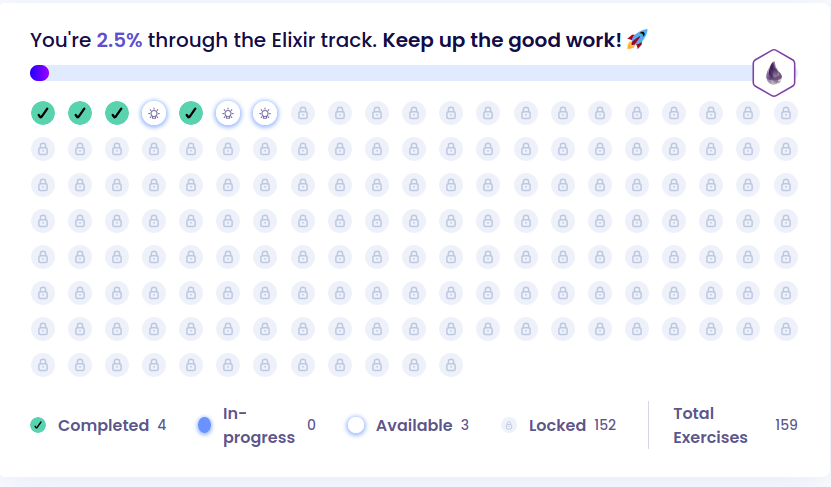 You're 2.5% through the Elixir track. Keep up the good work! 🚀
Completed 4
In-progress 0
Available 3
Locked 152
Total Exercises 159